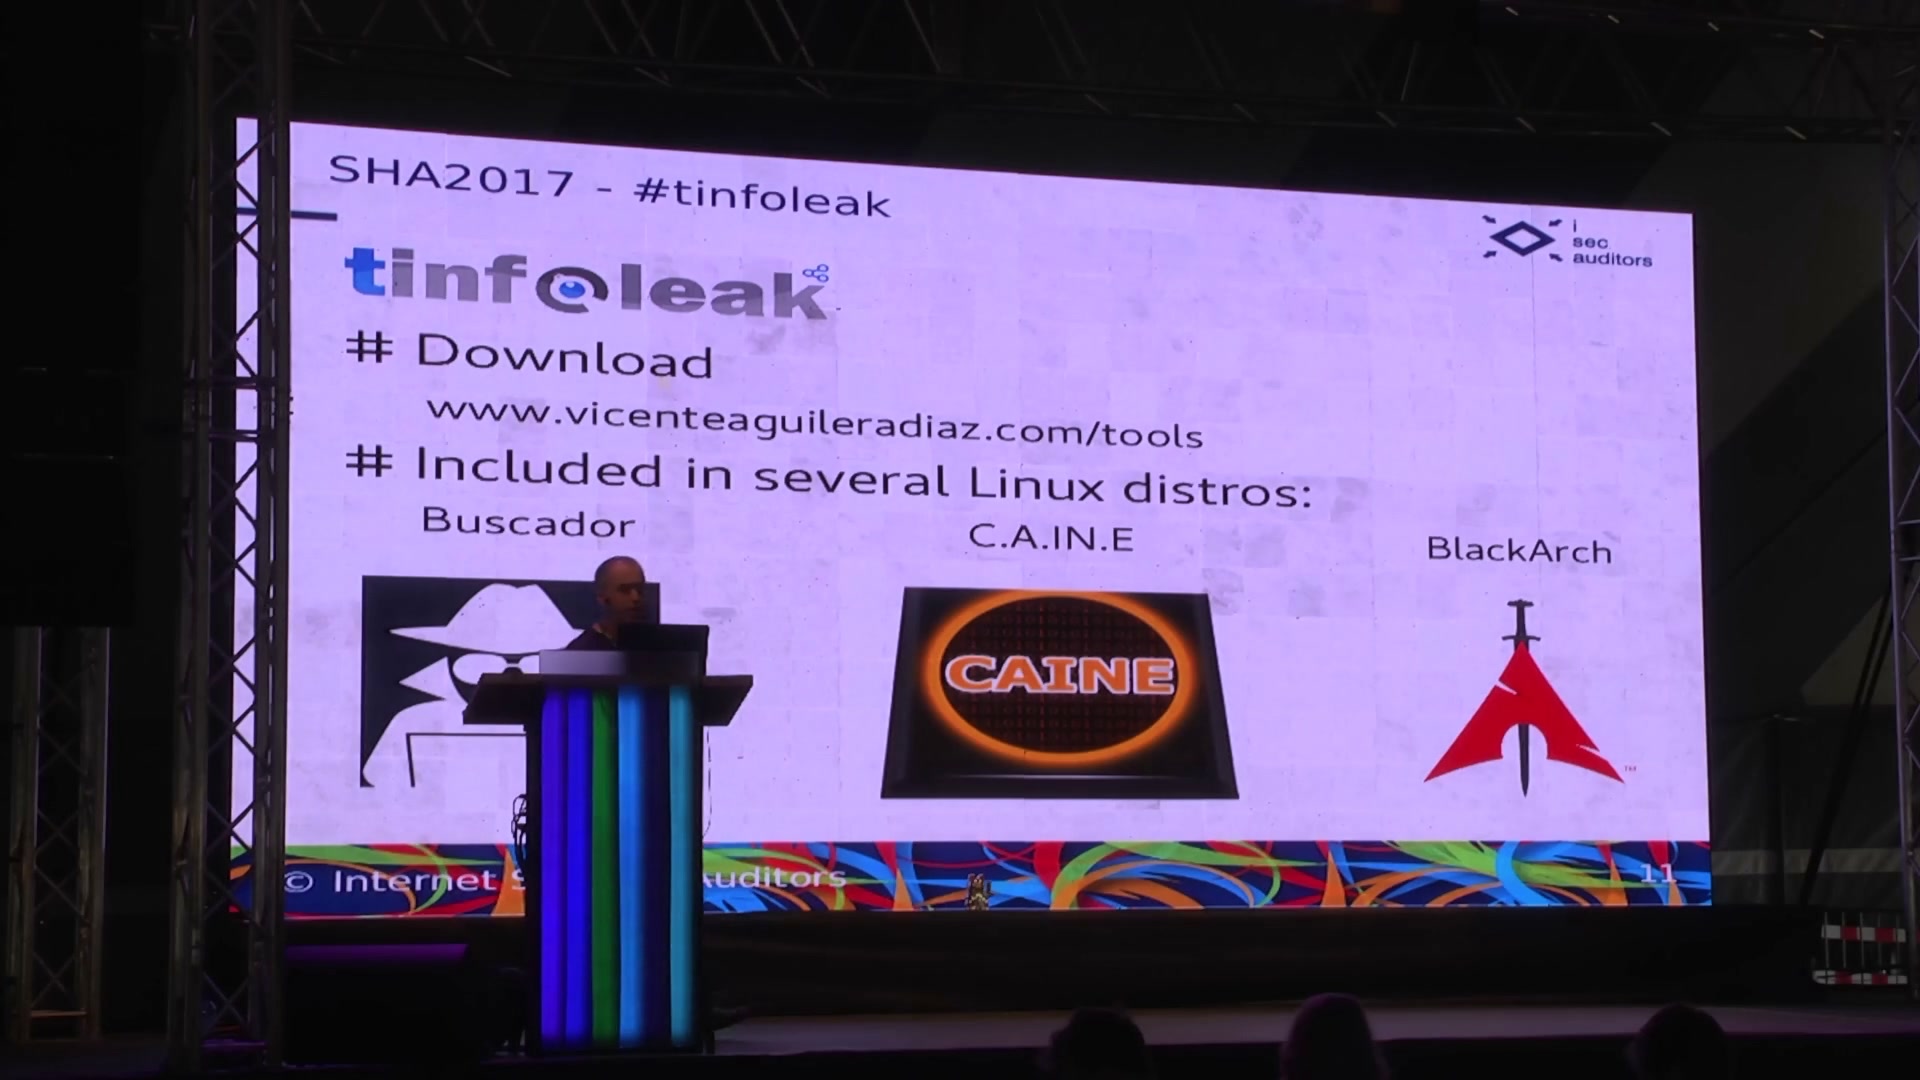 SHA2017 - #tinfoleak
i
sec
auditors
tinfoleak
# Download
www.vicenteaguileradiaz.com/tools
# Included in several Linux distros:
Buscador
C.A.IN.E
BlackArch
CAINE
TM
© Internet S Auditors
11